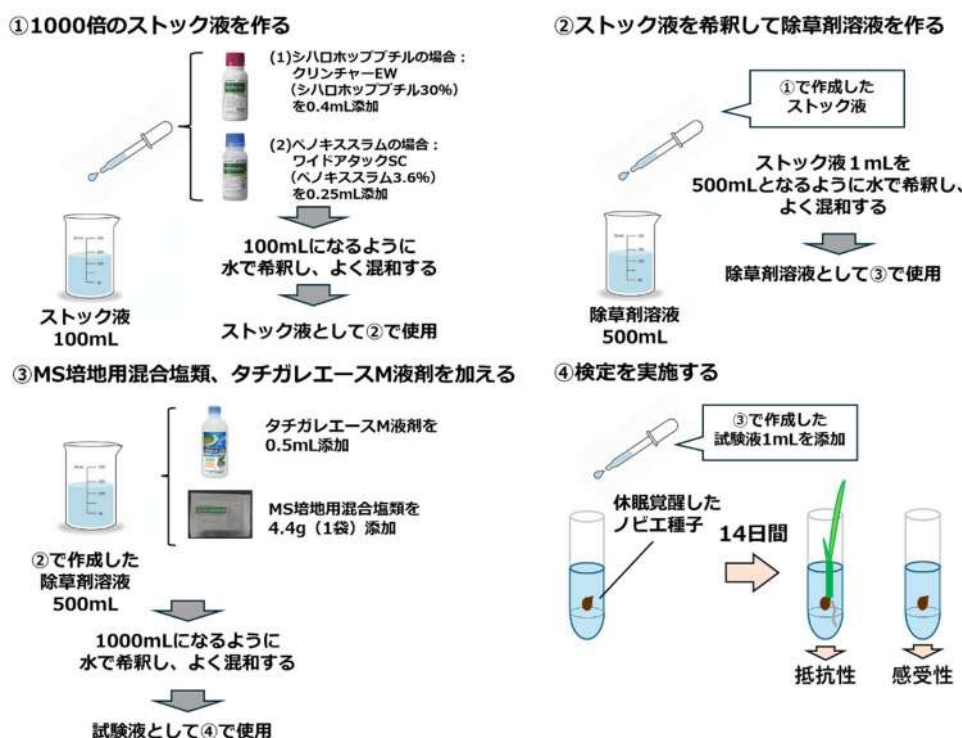 ①1000倍のストック液を作る
(1)シハロホップブチルの場合：
クリンチャーEW
（シハロホップブチル30%）
を0.4mL添加
(2)ペノキススラムの場合：
ワイドアタックSC
（ペノキススラム3.6%）
を0.25mL添加
100mLになるように
水で希釈し、よく混和する
ストック液として②で使用
ストック液
100mL
②ストック液を希釈して除草剤溶液を作る
①で作成した
ストック液
ストック液１mLを
500mLとなるように水で希釈し、
よく混和する
除草剤溶液として③で使用
除草剤溶液
500mL
③MS培地用混合塩類、タチガレエースM液剤を加える
タチガレエースM液剤を
0.5mL添加
MS培地用混合塩類を
4.4g（1袋）添加
②で作成した
除草剤溶液
500mL
1000mLになるように
水で希釈し、よく混和する
試験液として④で使用
④検定を実施する
③で作成した
試験液1mLを添加
休眠覚醒した
ノビエ種子
14日間
抵抗性
感受性